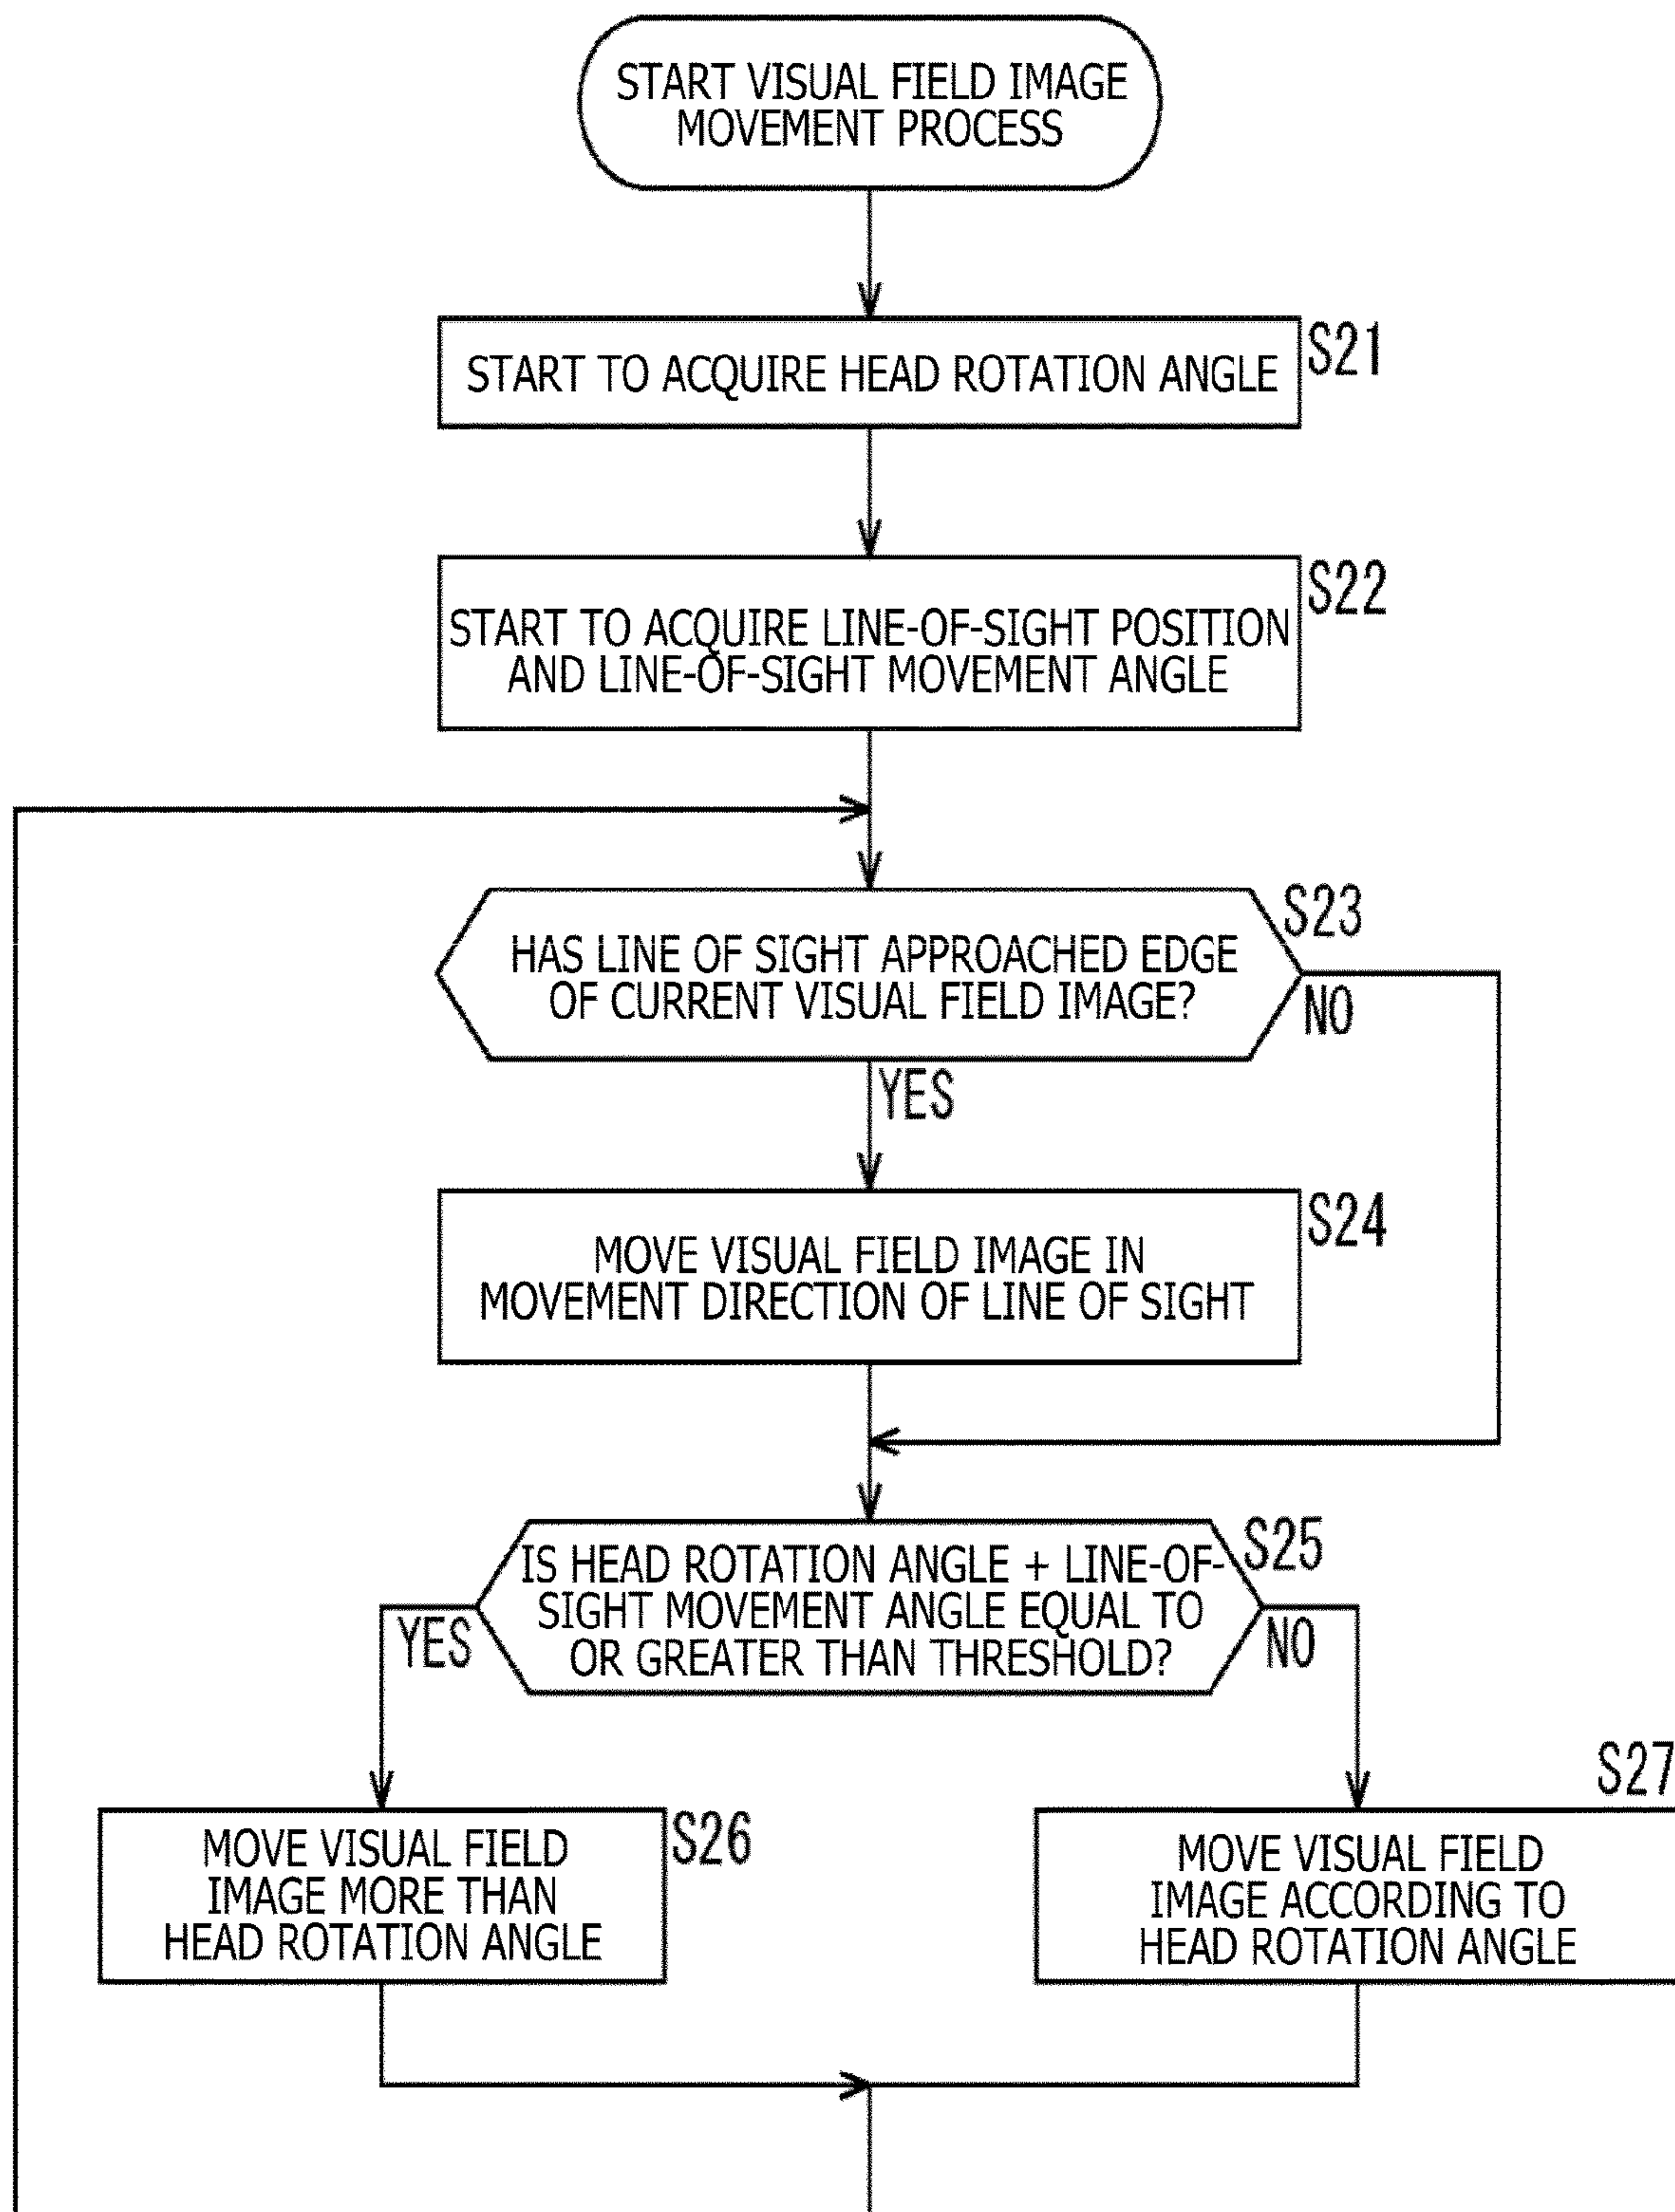 START VISUAL FIELD IMAGE
MOVEMENT PROCESS
START TO ACQUIRE HEAD ROTATION ANGLE
S21
START TO ACQUIRE LINE-OF-SIGHT POSITION
AND LINE-OF-SIGHT MOVEMENT ANGLE
S22
HAS LINE OF SIGHT APPROACHED EDGE
OF CURRENT VISUAL FIELD IMAGE?
S23
NO
YES
MOVE VISUAL FIELD IMAGE IN
MOVEMENT DIRECTION OF LINE OF SIGHT
S24
IS HEAD ROTATION ANGLE + LINE-OF-
SIGHT MOVEMENT ANGLE EQUAL TO
OR GREATER THAN THRESHOLD?
S25
YES
NO
MOVE VISUAL FIELD
IMAGE MORE THAN
HEAD ROTATION ANGLE
S26
MOVE VISUAL FIELD
IMAGE ACCORDING TO
HEAD ROTATION ANGLE
S27